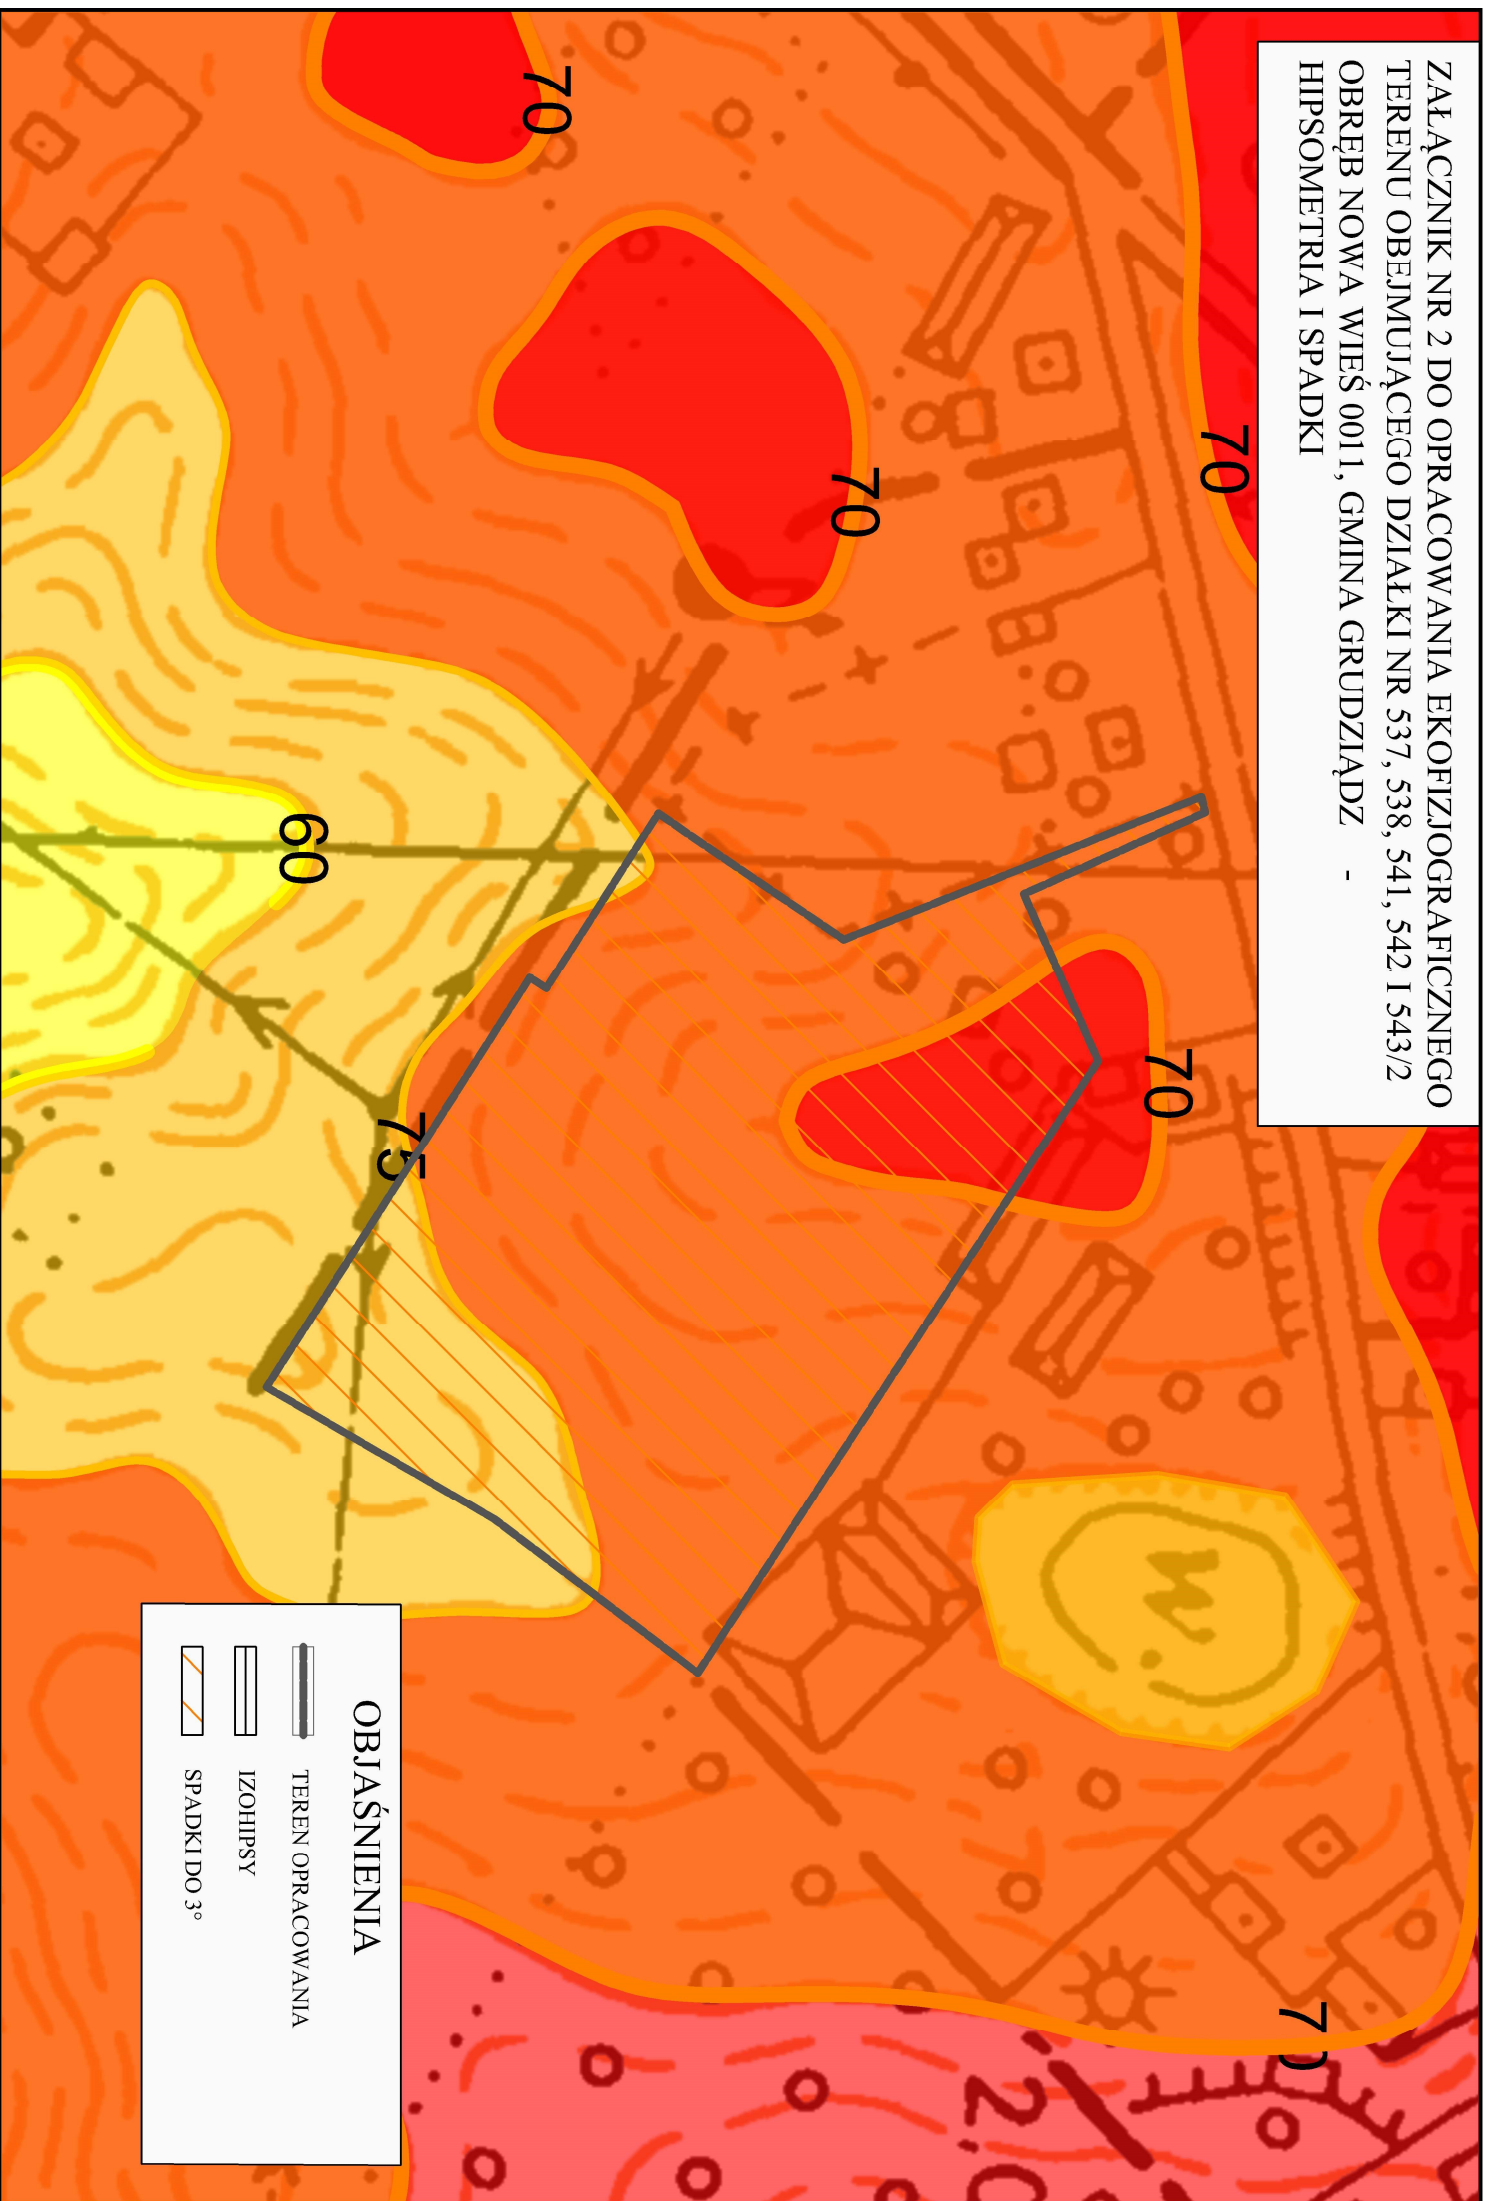 ZAŁĄCZNIK NR 2 DO OPRACOWANIA EKOFIZJOGRAFICZNEGO
TERENU OBEJMUJĄCEGO DZIAŁKI NR 537, 538, 541, 542 I 543/2
OBRĘB NOWA WIEŚ 0011, GMINA GRUDZIĄDZ -
HIPSOMETRIA I SPADKI
70
70
70
70
70
75
60
M.
2.0
OBJAŚNIENIA
TEREN OPRACOWANIA
IZOHIPSY
SPADKI DO 3°